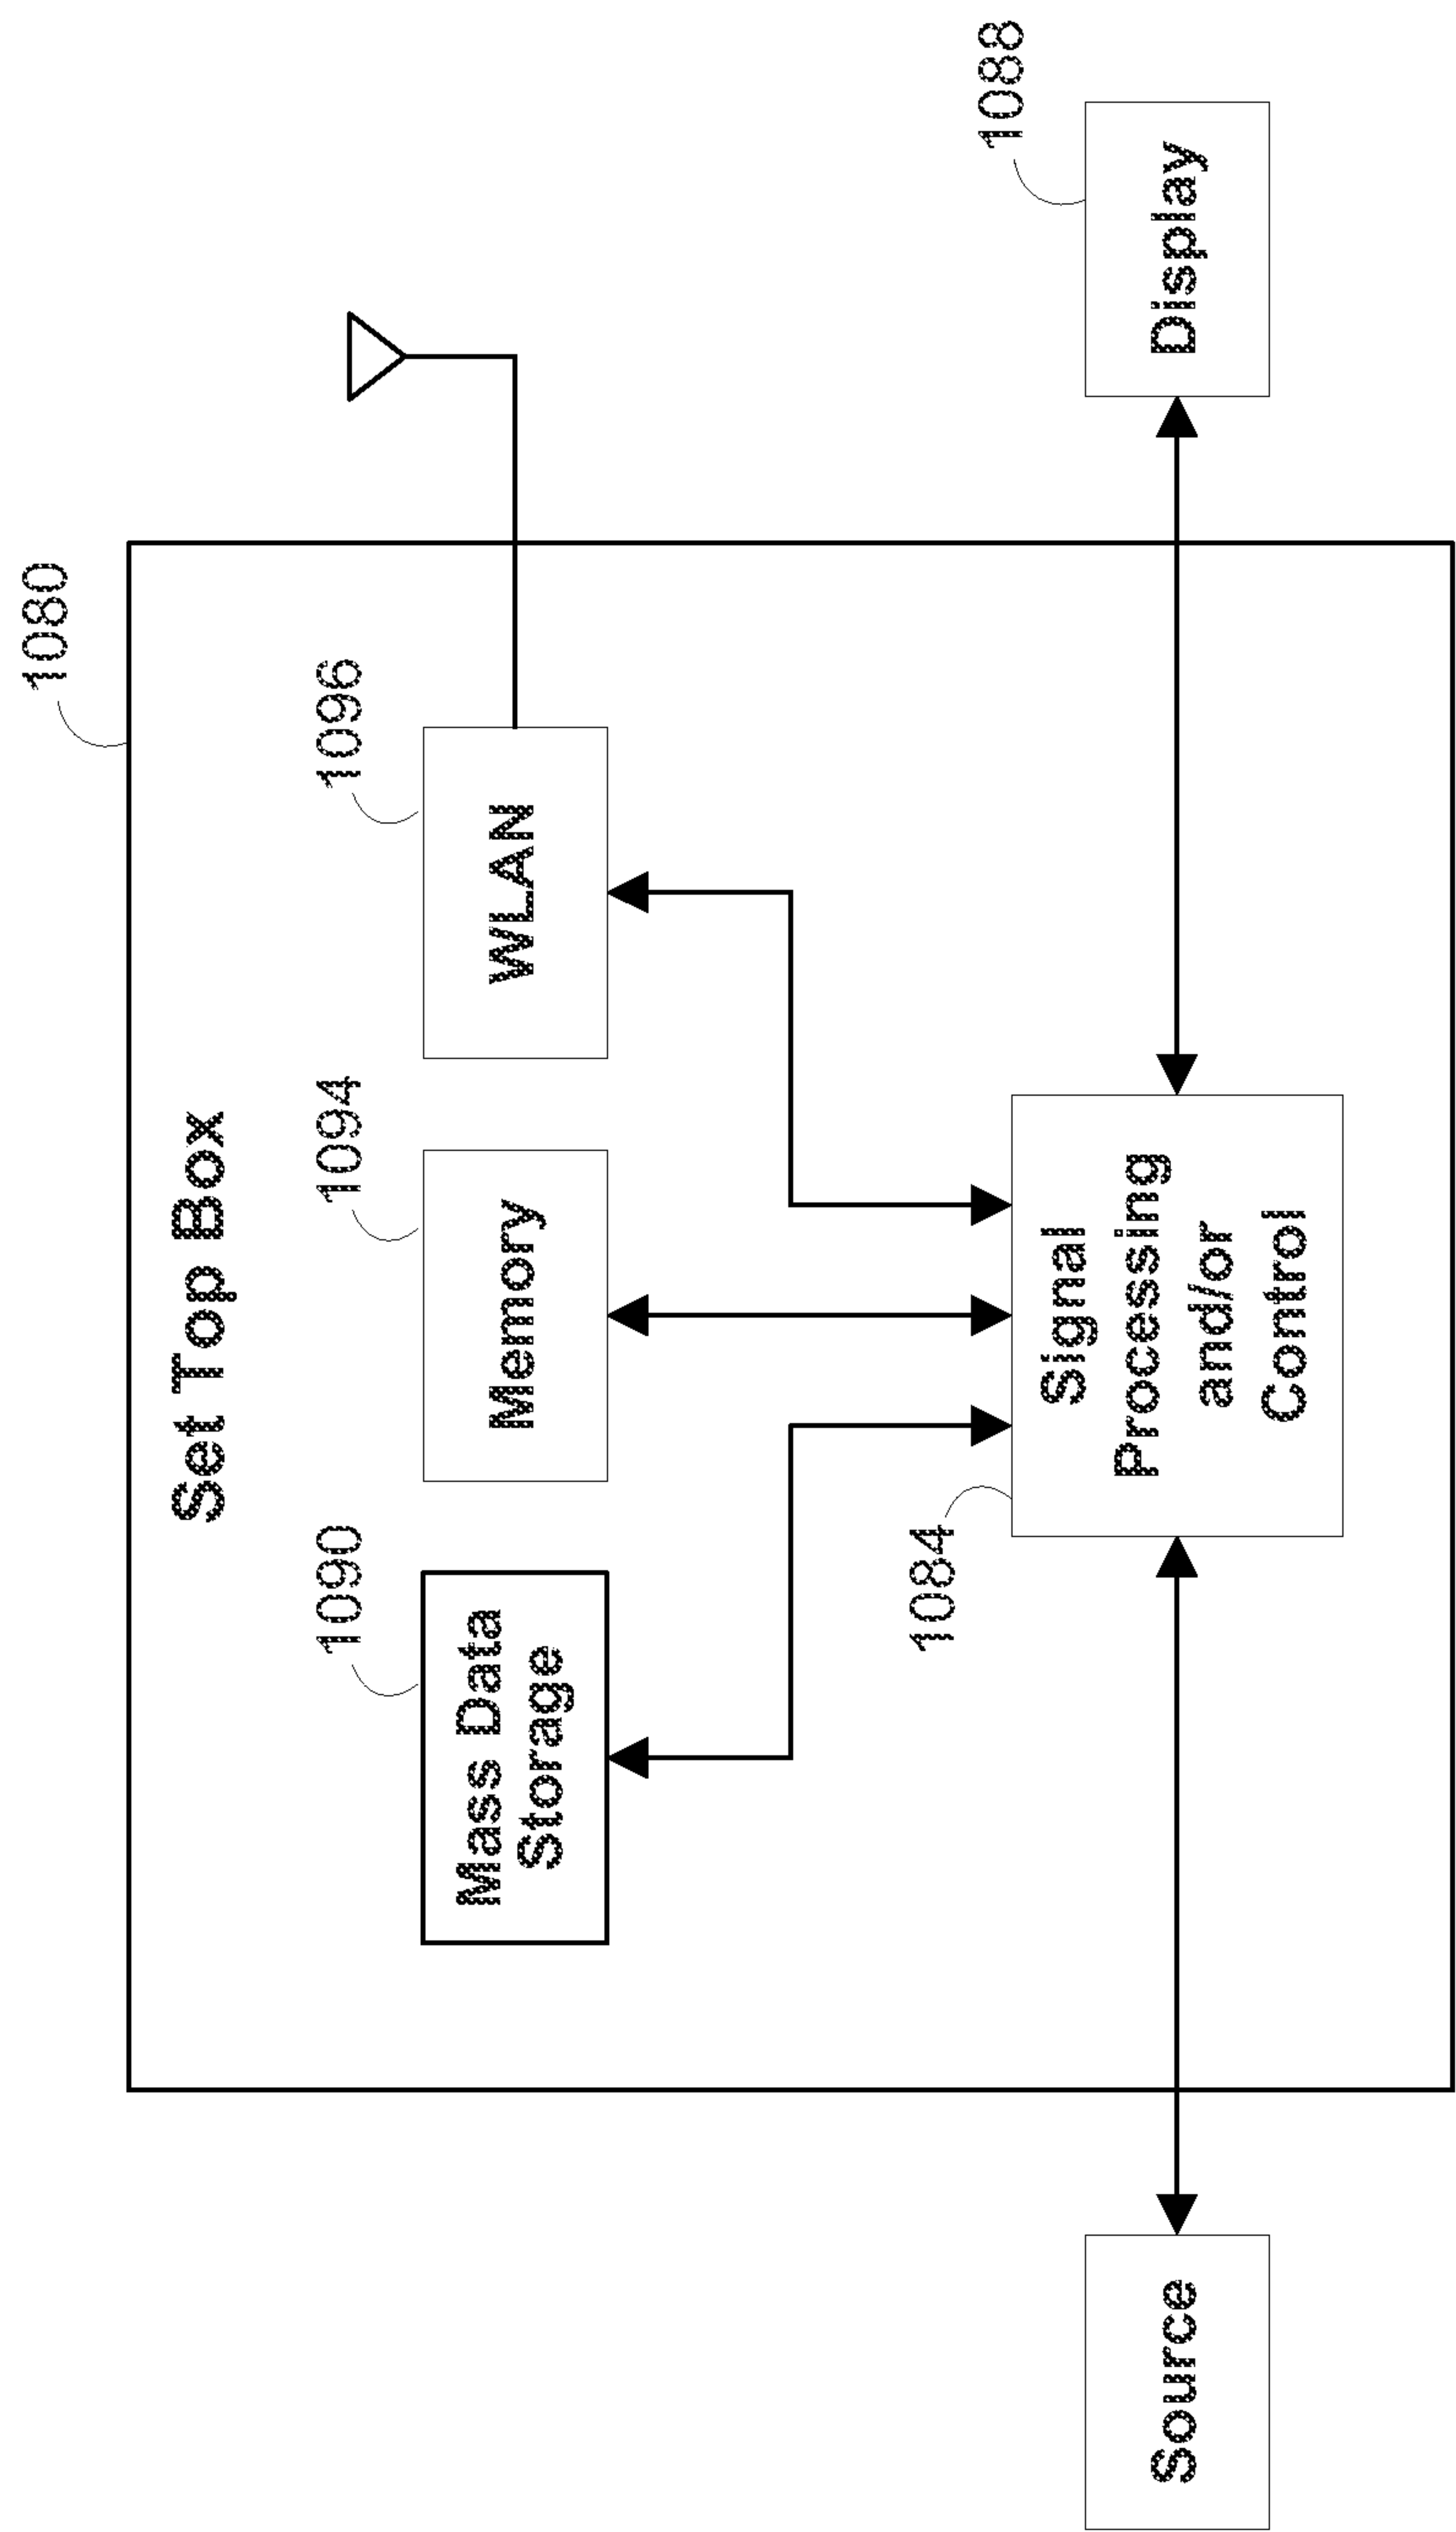 1080
Set Top Box
1090
1094
1096
Mass Data
Storage
Memory
WLAN
1084
1088
Source
Signal
Processing
and/or
Control
Display